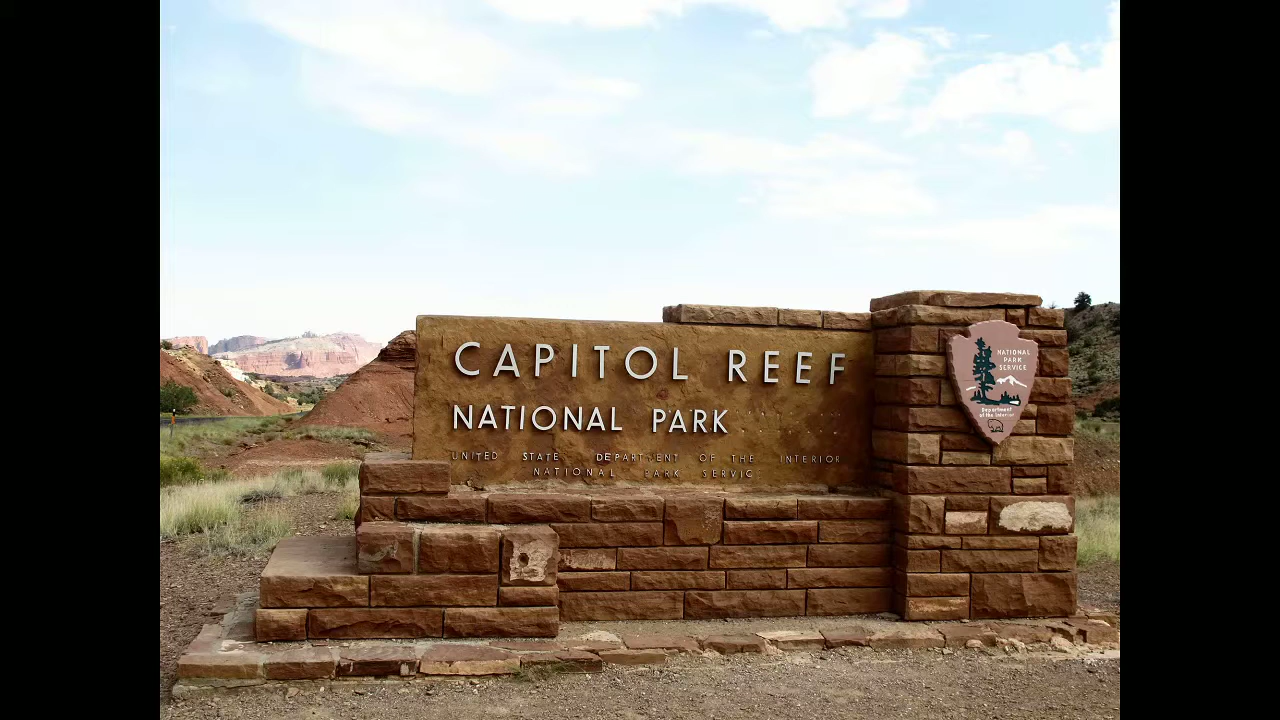 CAPITOL REEF
NATIONAL PARK
UNITED STATE DEPARTMENT OF THE INTERIOR
NATIONAL PARK SERVIC
NATIONAL
PARK
SERVICE
Department
of the Interior